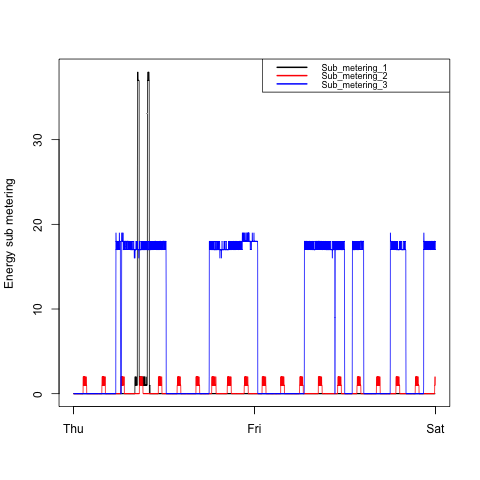 Sub_metering_1
Sub_metering_2
Sub_metering_3
Energy sub metering
30
20
10
0
Thu Fri Sat